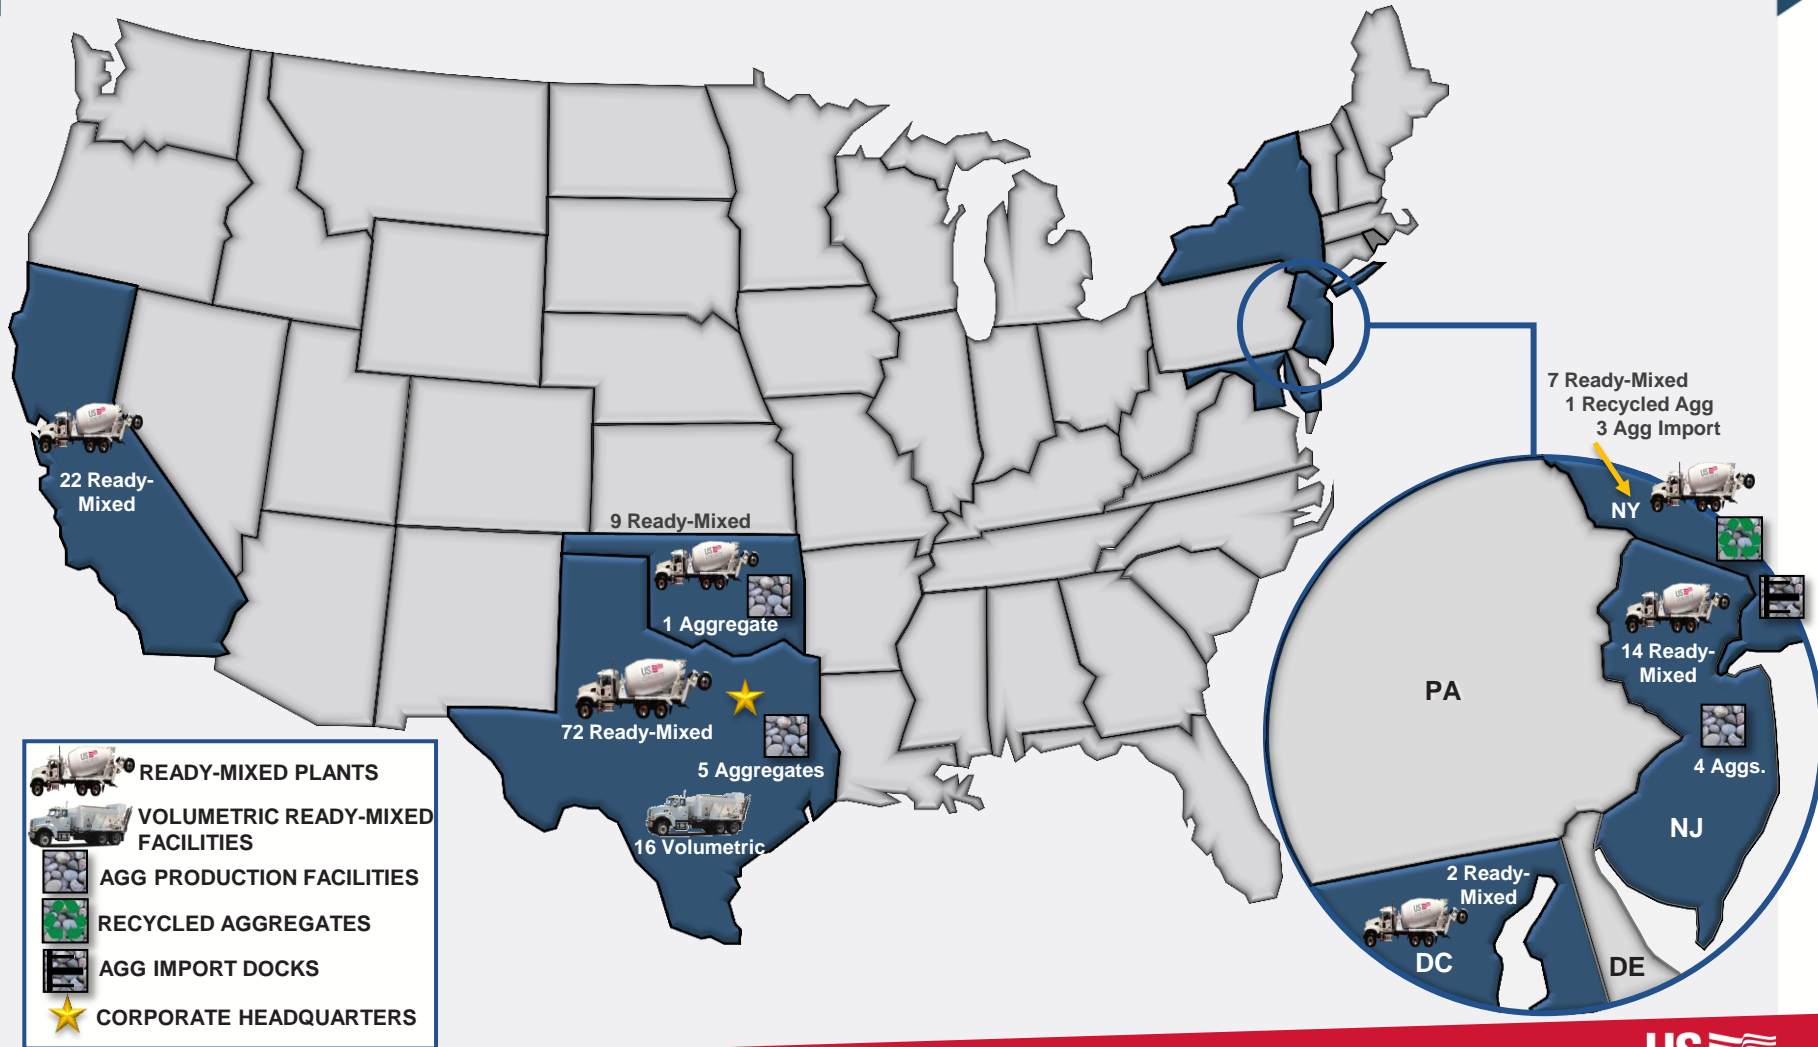 7 Ready-Mixed
1 Recycled Agg
3 Agg Import
22 Ready-
Mixed
9 Ready-Mixed
1 Aggregate
72 Ready-Mixed
5 Aggregates
16 Volumetric
NY
14 Ready-
Mixed
PA
4 Aggs.
NJ
2 Ready-
Mixed
DC
DE
READY-MIXED PLANTS
VOLUMETRIC READY-MIXED
FACILITIES
AGG PRODUCTION FACILITIES
RECYCLED AGGREGATES
AGG IMPORT DOCKS
CORPORATE HEADQUARTERS
US